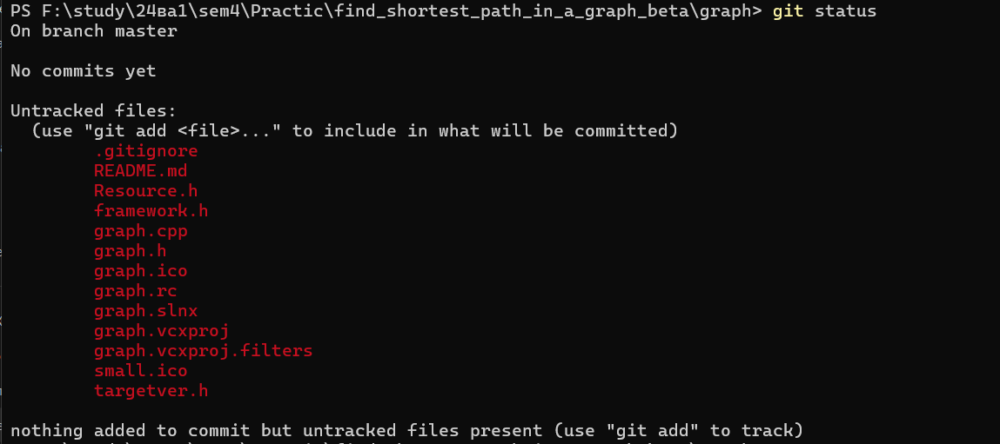 PS F:\study\24ва1\sem4\Practic\find_shortest_path_in_a_graph_beta\graph> git status
On branch master
No commits yet
Untracked files:
(use "git add <file>..." to include in what will be committed)
.gitignore
README.md
Resource.h
framework.h
graph.cpp
graph.h
graph.ico
graph.rc
graph.slnx
graph.vcxproj
graph.vcxproj.filters
small.ico
targetver.h
nothing added to commit but untracked files present (use "git add" to track)